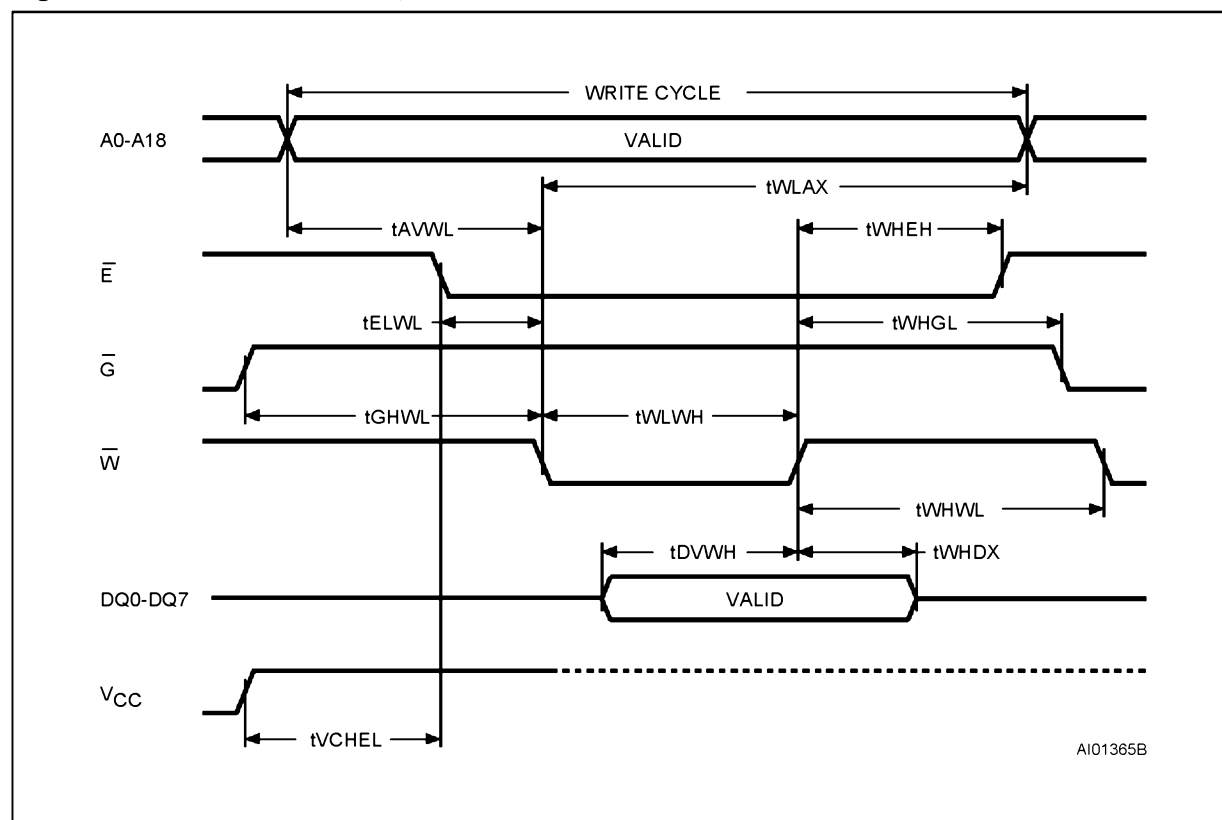 WRITE CYCLE
A0-A18
VALID
tWLAX
tAVWL
tWHEH
E
tELWL
tWHGL
G
tGHWL
tWLWH
W
tWHWL
tDVWH
tWHDX
DQ0-DQ7
VALID
VCC
tVCHEL
AI01365B